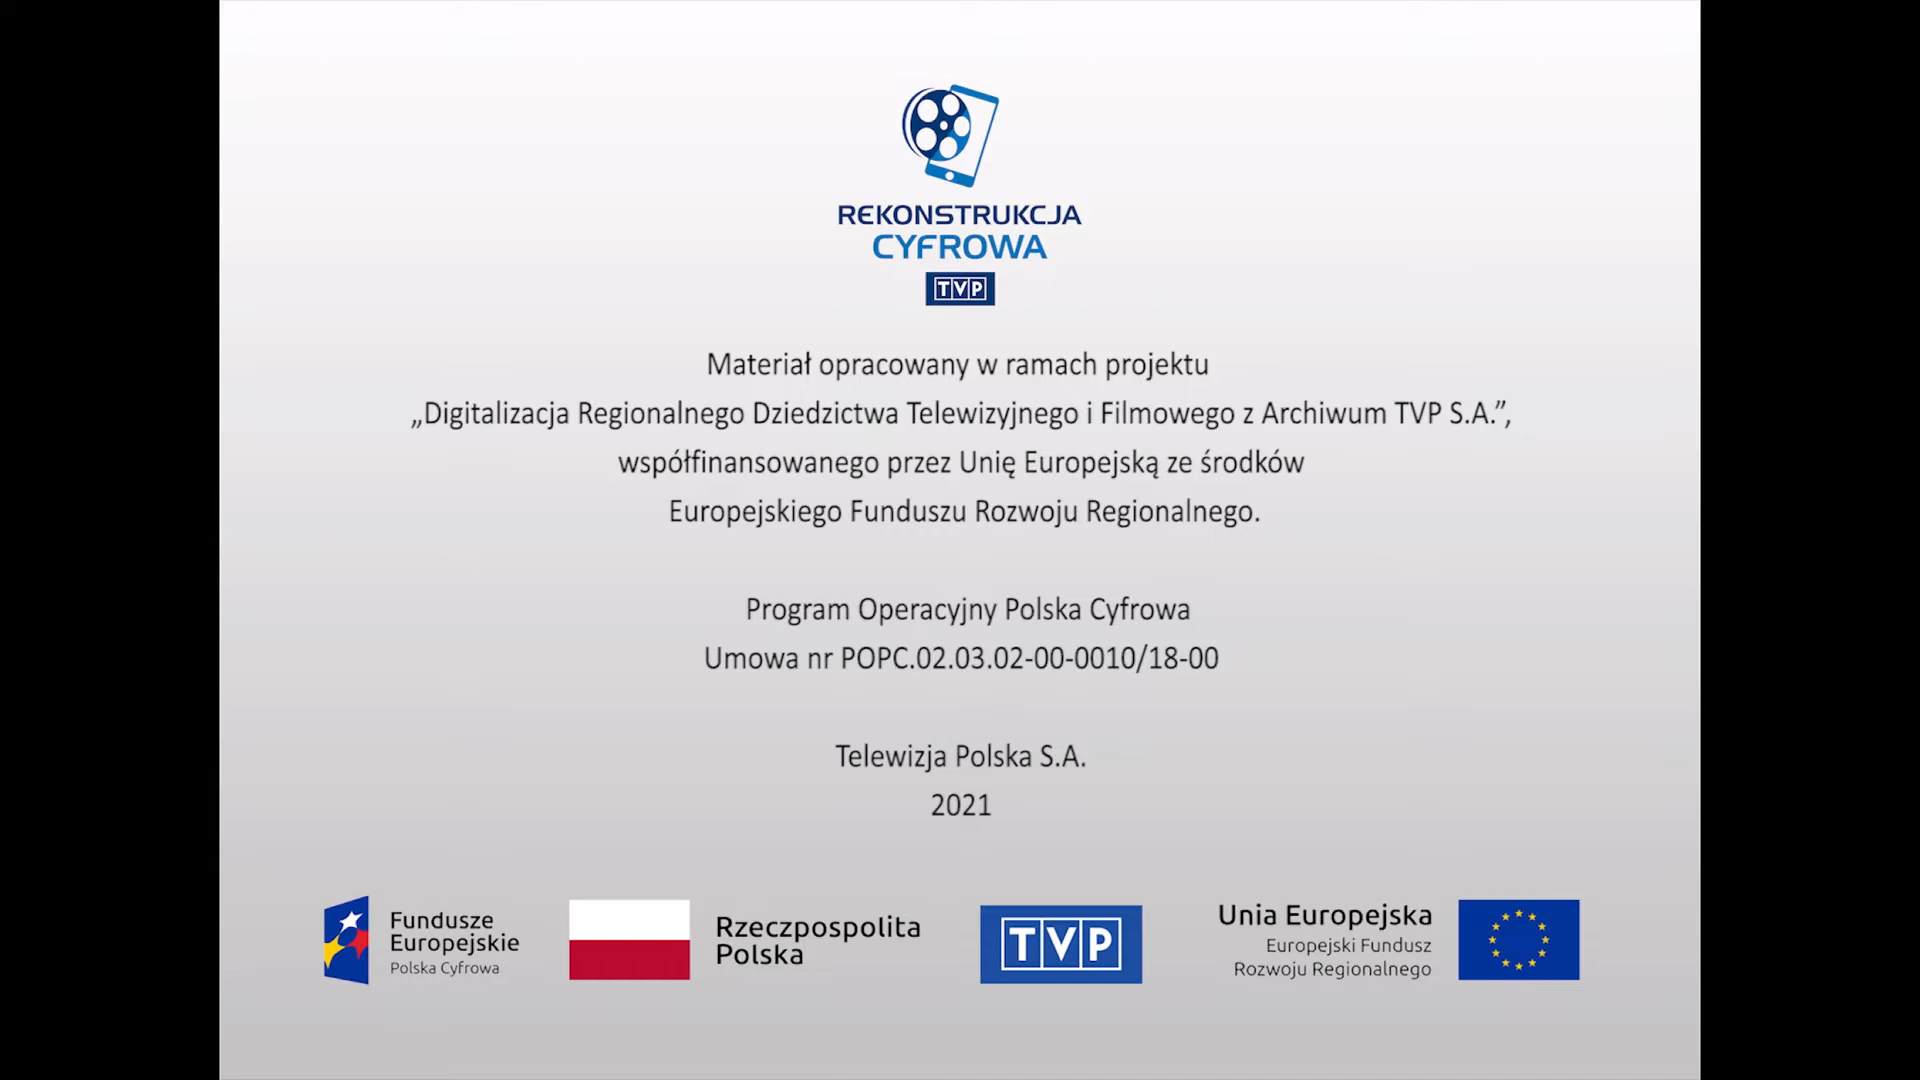 REKONSTRUKCJA
CYFROWA
TVP
Materiał opracowany w ramach projektu
„Digitalizacja Regionalnego Dziedzictwa Telewizyjnego i Filmowego z Archiwum TVP S.A.”,
współfinansowanego przez Unię Europejską ze środków
Europejskiego Funduszu Rozwoju Regionalnego.
Program Operacyjny Polska Cyfrowa
Umowa nr POPC.02.03.02-00-0010/18-00
Telewizja Polska S.A.
2021
Fundusze
Europejskie
Polska Cyfrowa
Rzeczpospolita
Polska
TVP
Unia Europejska
Europejski Fundusz
Rozwoju Regionalnego